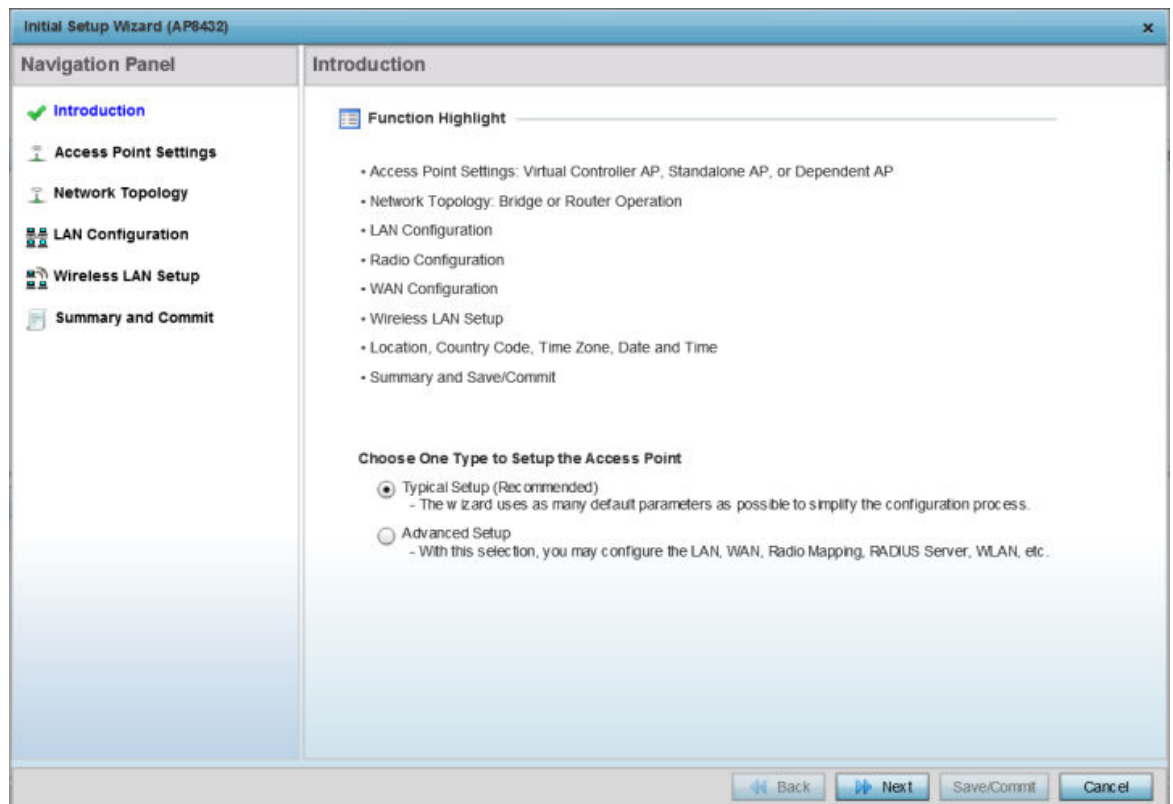 Initial Setup Wizard (AP8432)
Navigation Panel
Introduction
Access Point Settings
Network Topology
LAN Configuration
Wireless LAN Setup
Summary and Commit
Introduction
Function Highlight
• Access Point Settings: Virtual Controller AP, Standalone AP, or Dependent AP
• Network Topology: Bridge or Router Operation
• LAN Configuration
• Radio Configuration
• WAN Configuration
• Wireless LAN Setup
• Location, Country Code, Time Zone, Date and Time
• Summary and Save/Commit
Choose One Type to Setup the Access Point
Typical Setup (Recommended)
- The wizard uses as many default parameters as possible to simplify the configuration process.
Advanced Setup
- With this selection, you may configure the LAN, WAN, Radio Mapping, RADIUS Server, WLAN, etc.
Back
Next
Save/Commit
Cancel